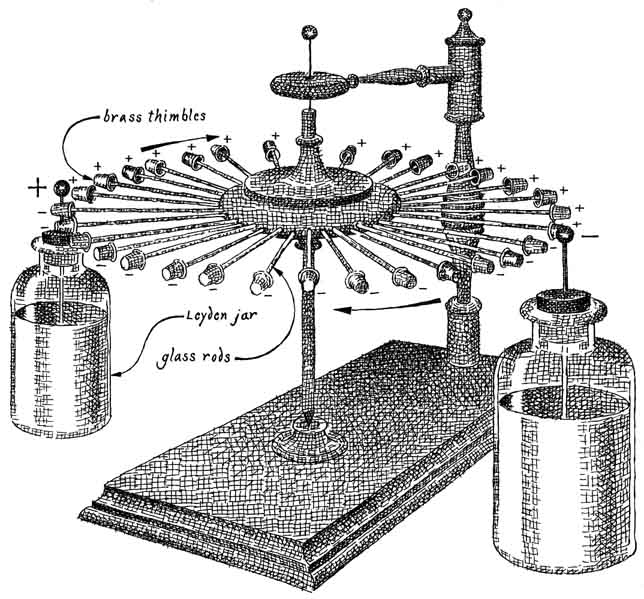 brass thimbles
Leyden jar
glass rods
+
−
+ + + + + + + + + + + +
− − − − − − − − − − −